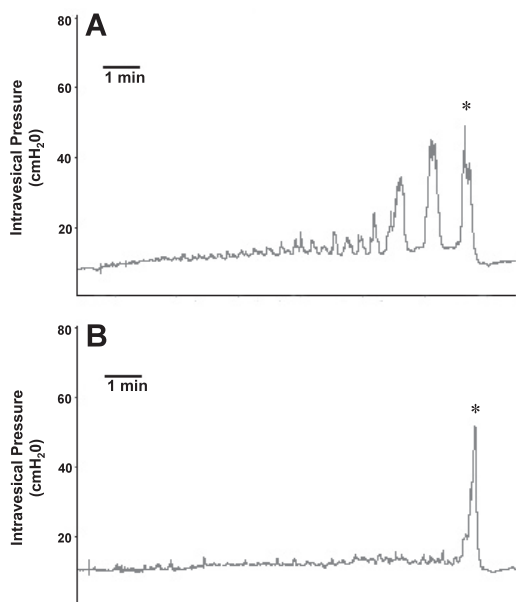 A
80
1 min
60
*
Intravesical Pressure
(cmH20)
40
20
B
80
1 min
60
*
Intravesical Pressure
(cmH20)
40
20